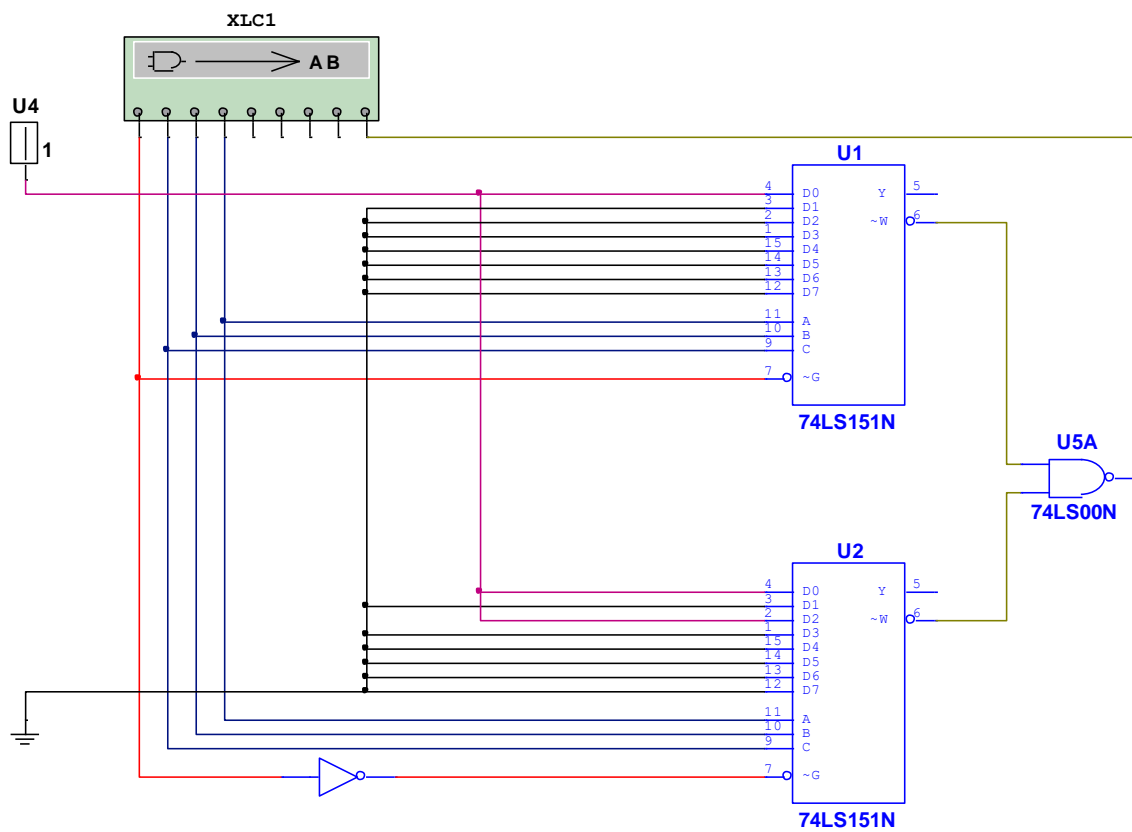 XLC1
A B
U4
1
U1
4 D0 Y 5
3 D1
2 D2 ~W 6
1 D3
15 D4
14 D5
13 D6
12 D7
11 A
10 B
9 C
7 ~G
74LS151N
U5A
74LS00N
U2
4 D0 Y 5
3 D1
2 D2 ~W 6
1 D3
15 D4
14 D5
13 D6
12 D7
11 A
10 B
9 C
7 ~G
74LS151N